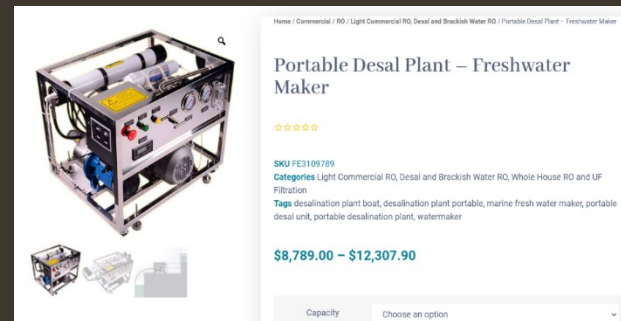 Home / Commercial / RO / Light Commercial RO, Desal and Brackish Water RO / Portable Desal Plant – Freshwater Maker
Portable Desal Plant – Freshwater
Maker
SKU FE3109789
Categories Light Commercial RO, Desal and Brackish Water RO, Whole House RO and UF
Filtration
Tags desalination plant boat, desalination plant portable, marine fresh water maker, portable
desal unit, portable desalination plant, watermaker
$8,789.00 – $12,307.90
Capacity
Choose an option